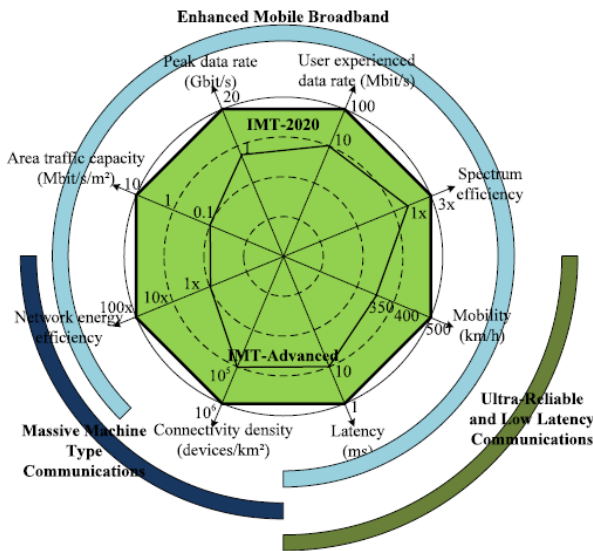 Enhanced Mobile Broadband
Peak data rate
(Gbit/s)
User experienced
data rate (Mbit/s)
20
100
IMT-2020
1
10
Area traffic capacity
(Mbit/s/m²)
10
1
0.1
Spectrum
efficiency
3x
1x
Network energy
efficiency
100x
10x
1x
350
400
500
Mobility
(km/h)
IMT-Advanced
10⁵
10
10⁶
1
Connectivity density
(devices/km²)
Latency
(ms)
Massive Machine
Type
Communications
Ultra-Reliable
and Low Latency
Communications